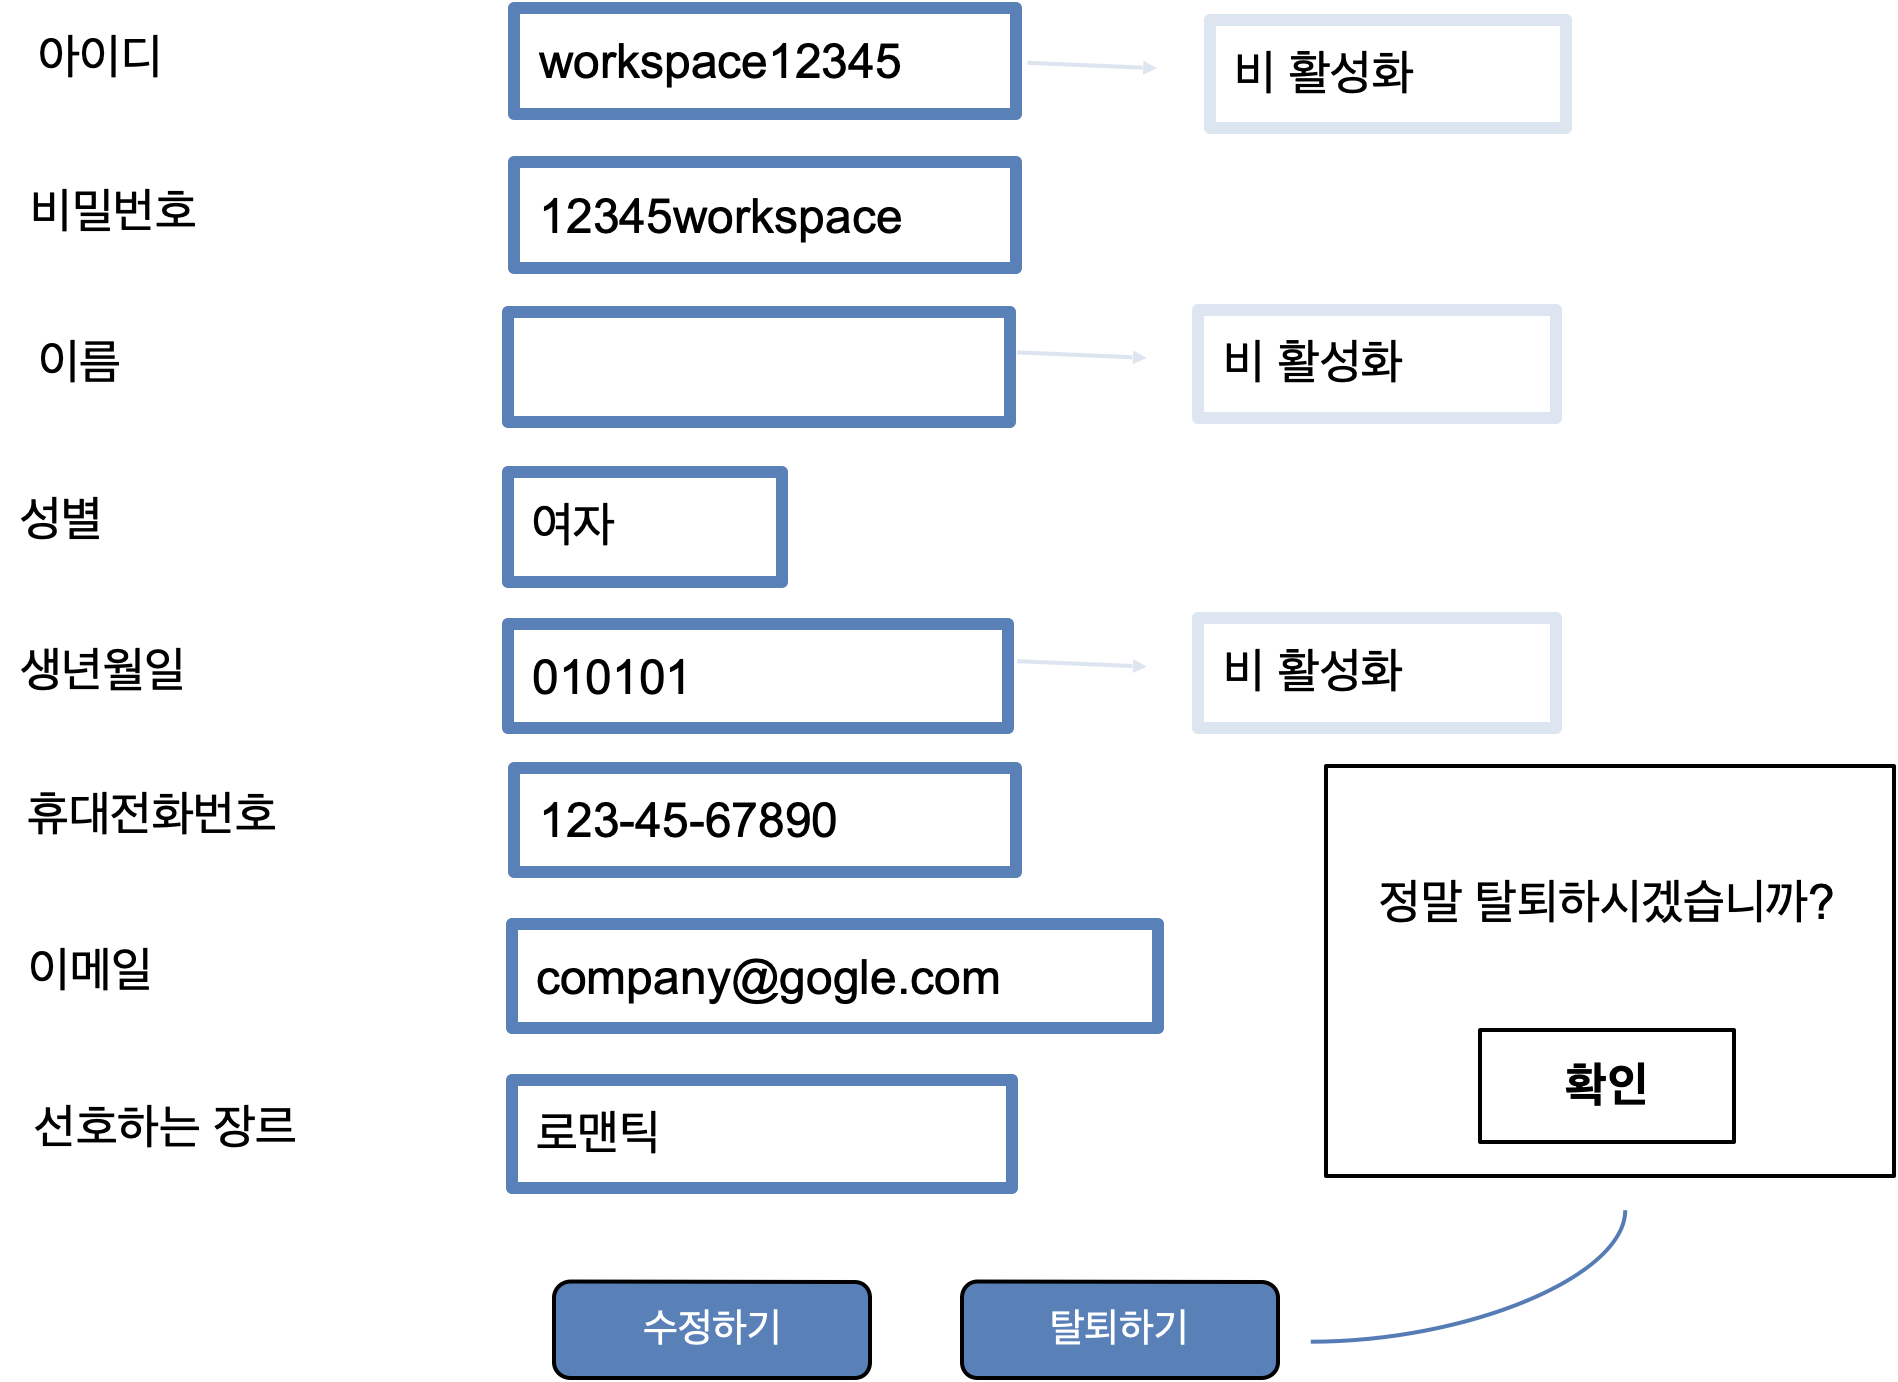 아이디
workspace12345
비 활성화
비밀번호
12345workspace
이름
비 활성화
성별
여자
생년월일
010101
비 활성화
휴대전화번호
123-45-67890
정말 탈퇴하시겠습니까?
이메일
company@gogle.com
확인
선호하는 장르
로맨틱
수정하기
탈퇴하기